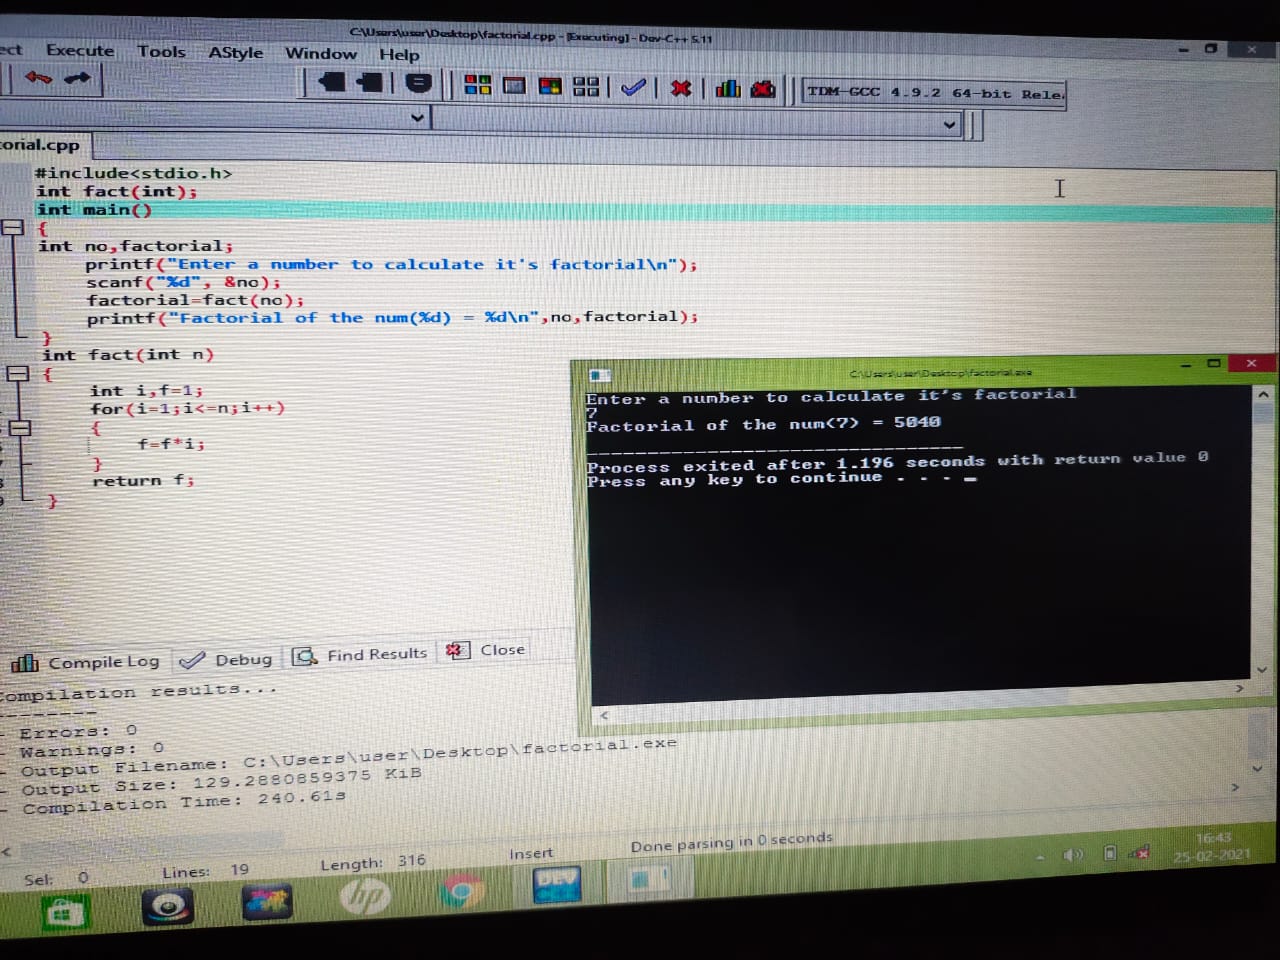 C:\Users\user\Desktop\factorial.cpp - [Executing] - Dev-C++ 5.11
ect Execute Tools AStyle Window Help
TDM-GCC 4.9.2 64-bit Rele
torial.cpp
#include<stdio.h>
int fact(int);
int main()
{
int no,factorial;
printf("Enter a number to calculate it's factorial\n");
scanf("%d", &no);
factorial=fact(no);
printf("Factorial of the num(%d) = %d\n",no,factorial);
}
int fact(int n)
{
int i,f=1;
for(i=1;i<=n;i++)
{
f=f*i;
}
return f;
}
C:\Users\user\Desktop\factorial.exe
Enter a number to calculate it's factorial
7
Factorial of the num(7) = 5040
--------------------------------
Process exited after 1.196 seconds with return value 0
Press any key to continue . . .
Compile Log Debug Find Results Close
Compilation results...
--------
- Errors: 0
- Warnings: 0
- Output Filename: C:\Users\user\Desktop\factorial.exe
- Output Size: 129.2880859375 KiB
- Compilation Time: 240.61s
Sel: 0 Lines: 19 Length: 316 Insert Done parsing in 0 seconds
hp DEV C++
16:43
25-02-2021